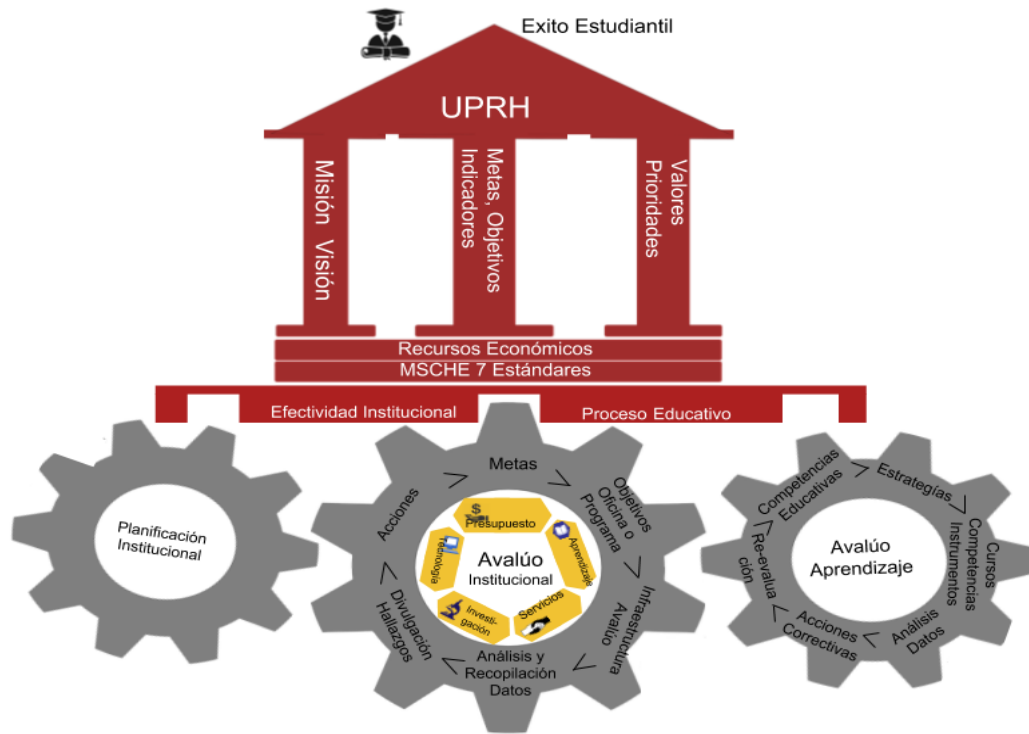 Exito Estudiantil
UPRH
Misión Visión
Metas, Objetivos
Indicadores
Valores
Prioridades
Recursos Económicos
MSCHE 7 Estándares
Efectividad Institucional
Proceso Educativo
Planificación
Institucional
Metas
Objetivos
Oficina o
Programa
Infraestructura
Avalúo
Análisis y
Recopilación
Datos
Divulgación
Hallazgos
Acciones
$
Presupuesto
Aprendizaje
Servicios
Investi-
gación
Tecnología
Avalúo
Institucional
Competencias
Educativas
Estrategías
Cursos
Competencias
Instrumentos
Análisis
Datos
Acciones
Correctivas
Re-evalua
ción
Avalúo
Aprendizaje